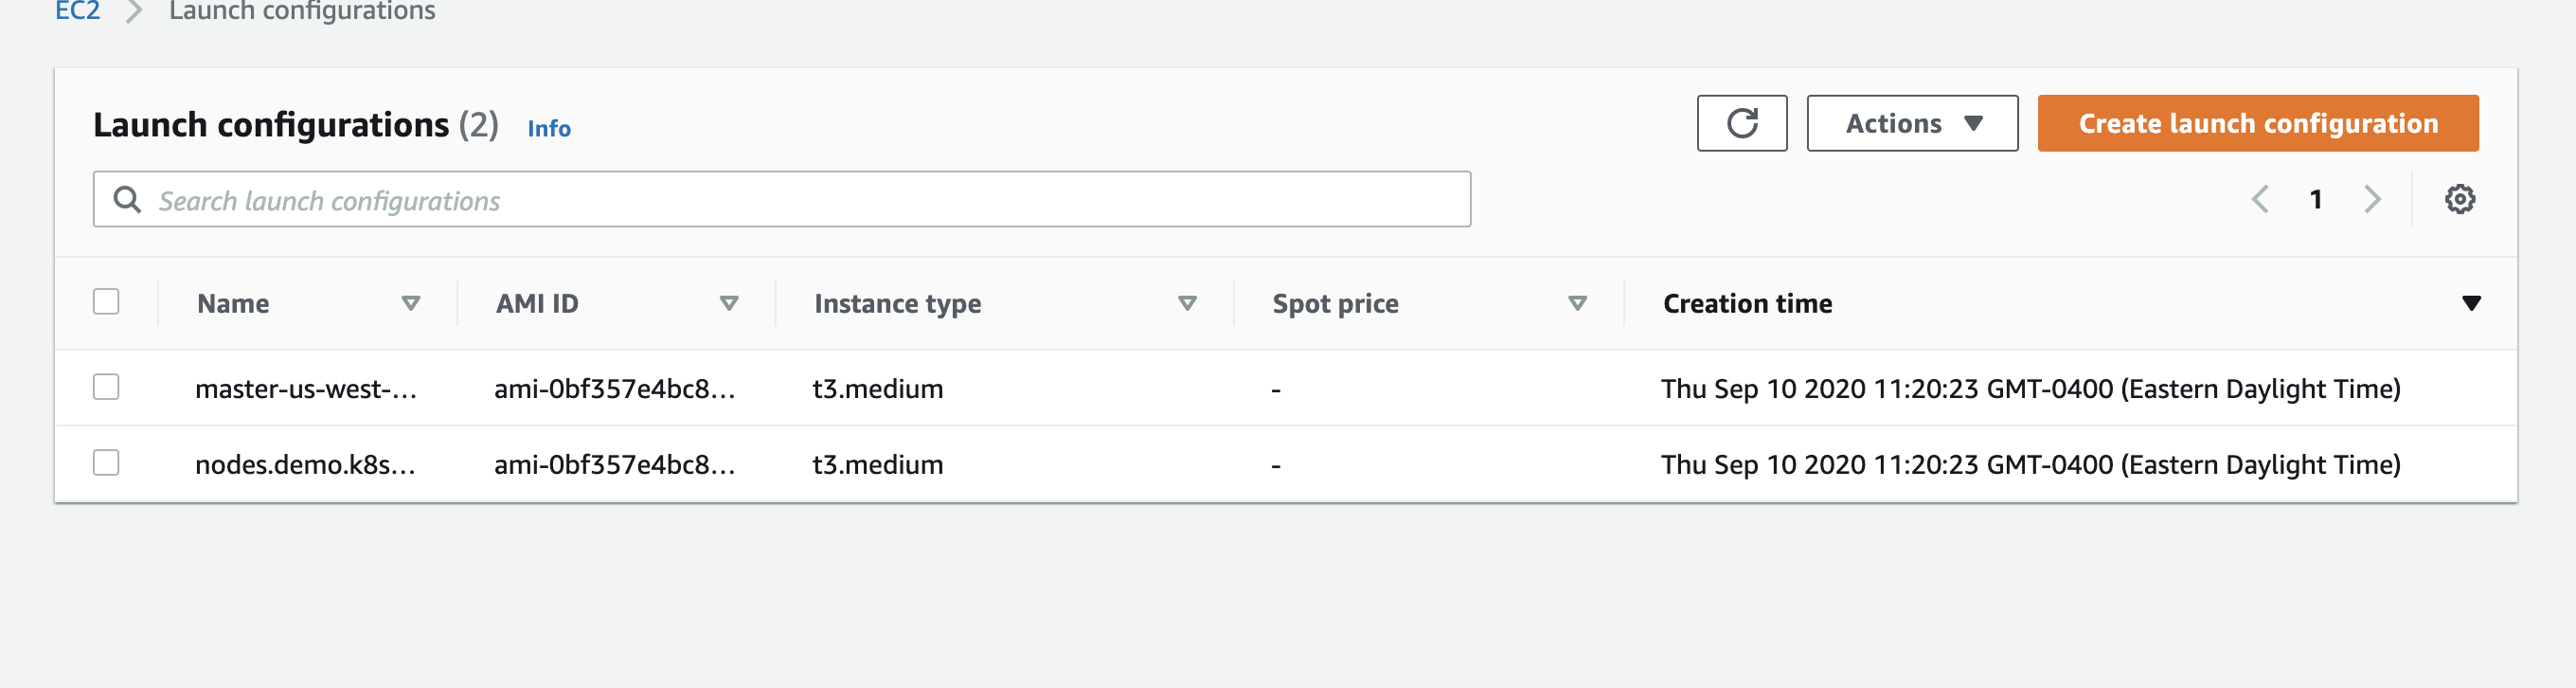 EC2 Launch configurations
Launch configurations (2) Info
Actions
Create launch configuration
Search launch configurations
1
Name AMI ID Instance type Spot price Creation time
master-us-west-... ami-0bf357e4bc8... t3.medium - Thu Sep 10 2020 11:20:23 GMT-0400 (Eastern Daylight Time)
nodes.demo.k8s... ami-0bf357e4bc8... t3.medium - Thu Sep 10 2020 11:20:23 GMT-0400 (Eastern Daylight Time)